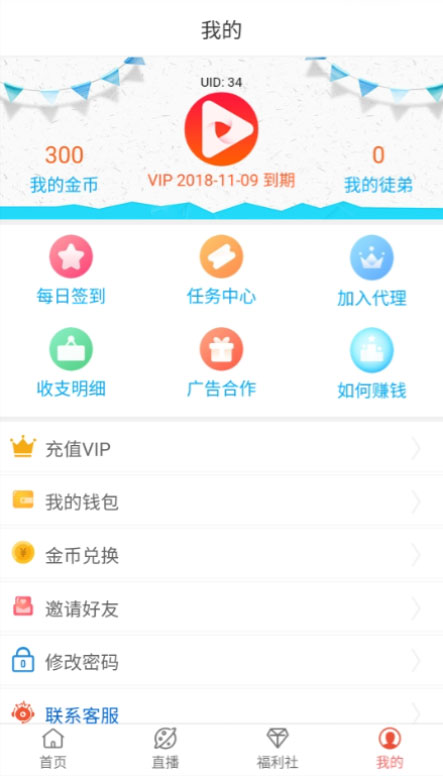 我的
UID: 34
300
0
VIP 2018-11-09 到期
我的金币
我的徒弟
每日签到
任务中心
加入代理
收支明细
广告合作
如何赚钱
充值VIP
我的钱包
金币兑换
邀请好友
修改密码
联系客服
首页
直播
福利社
我的